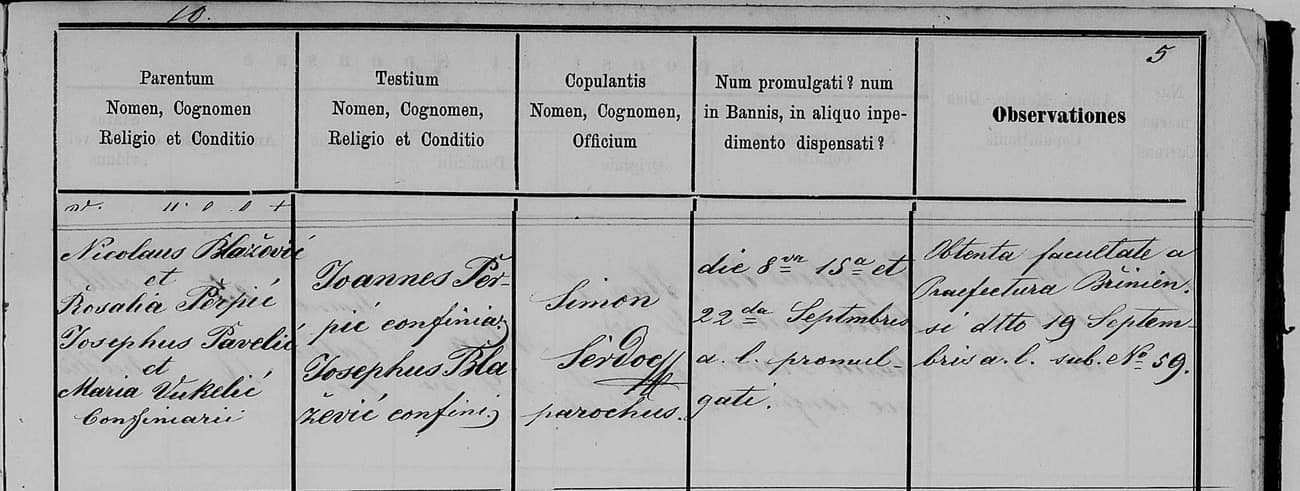 10.
5
Parentum
Nomen, Cognomen
Religio et Conditio
Testium
Nomen, Cognomen,
Religio et Conditio
Copulantis
Nomen, Cognomen,
Officium
Num promulgati? num
in Bannis, in aliquo inpe-
dimento dispensati?
Observationes
Nicolaus Blažović
et
Rosalia Perpić
Josephus Pavelić
et
Maria Vukelić
Confiniarii
Joannes Per-
pić confinia.
Josephus Bla
žević confini.
Simon
Serdoč
parochus.
die 8va 15a et
22da Septmbris
a. l. promul-
gati.
Obtenta facultate a
Praefectura Brinien.
si dtto 19 Septem-
bris a. l. sub. No 59.